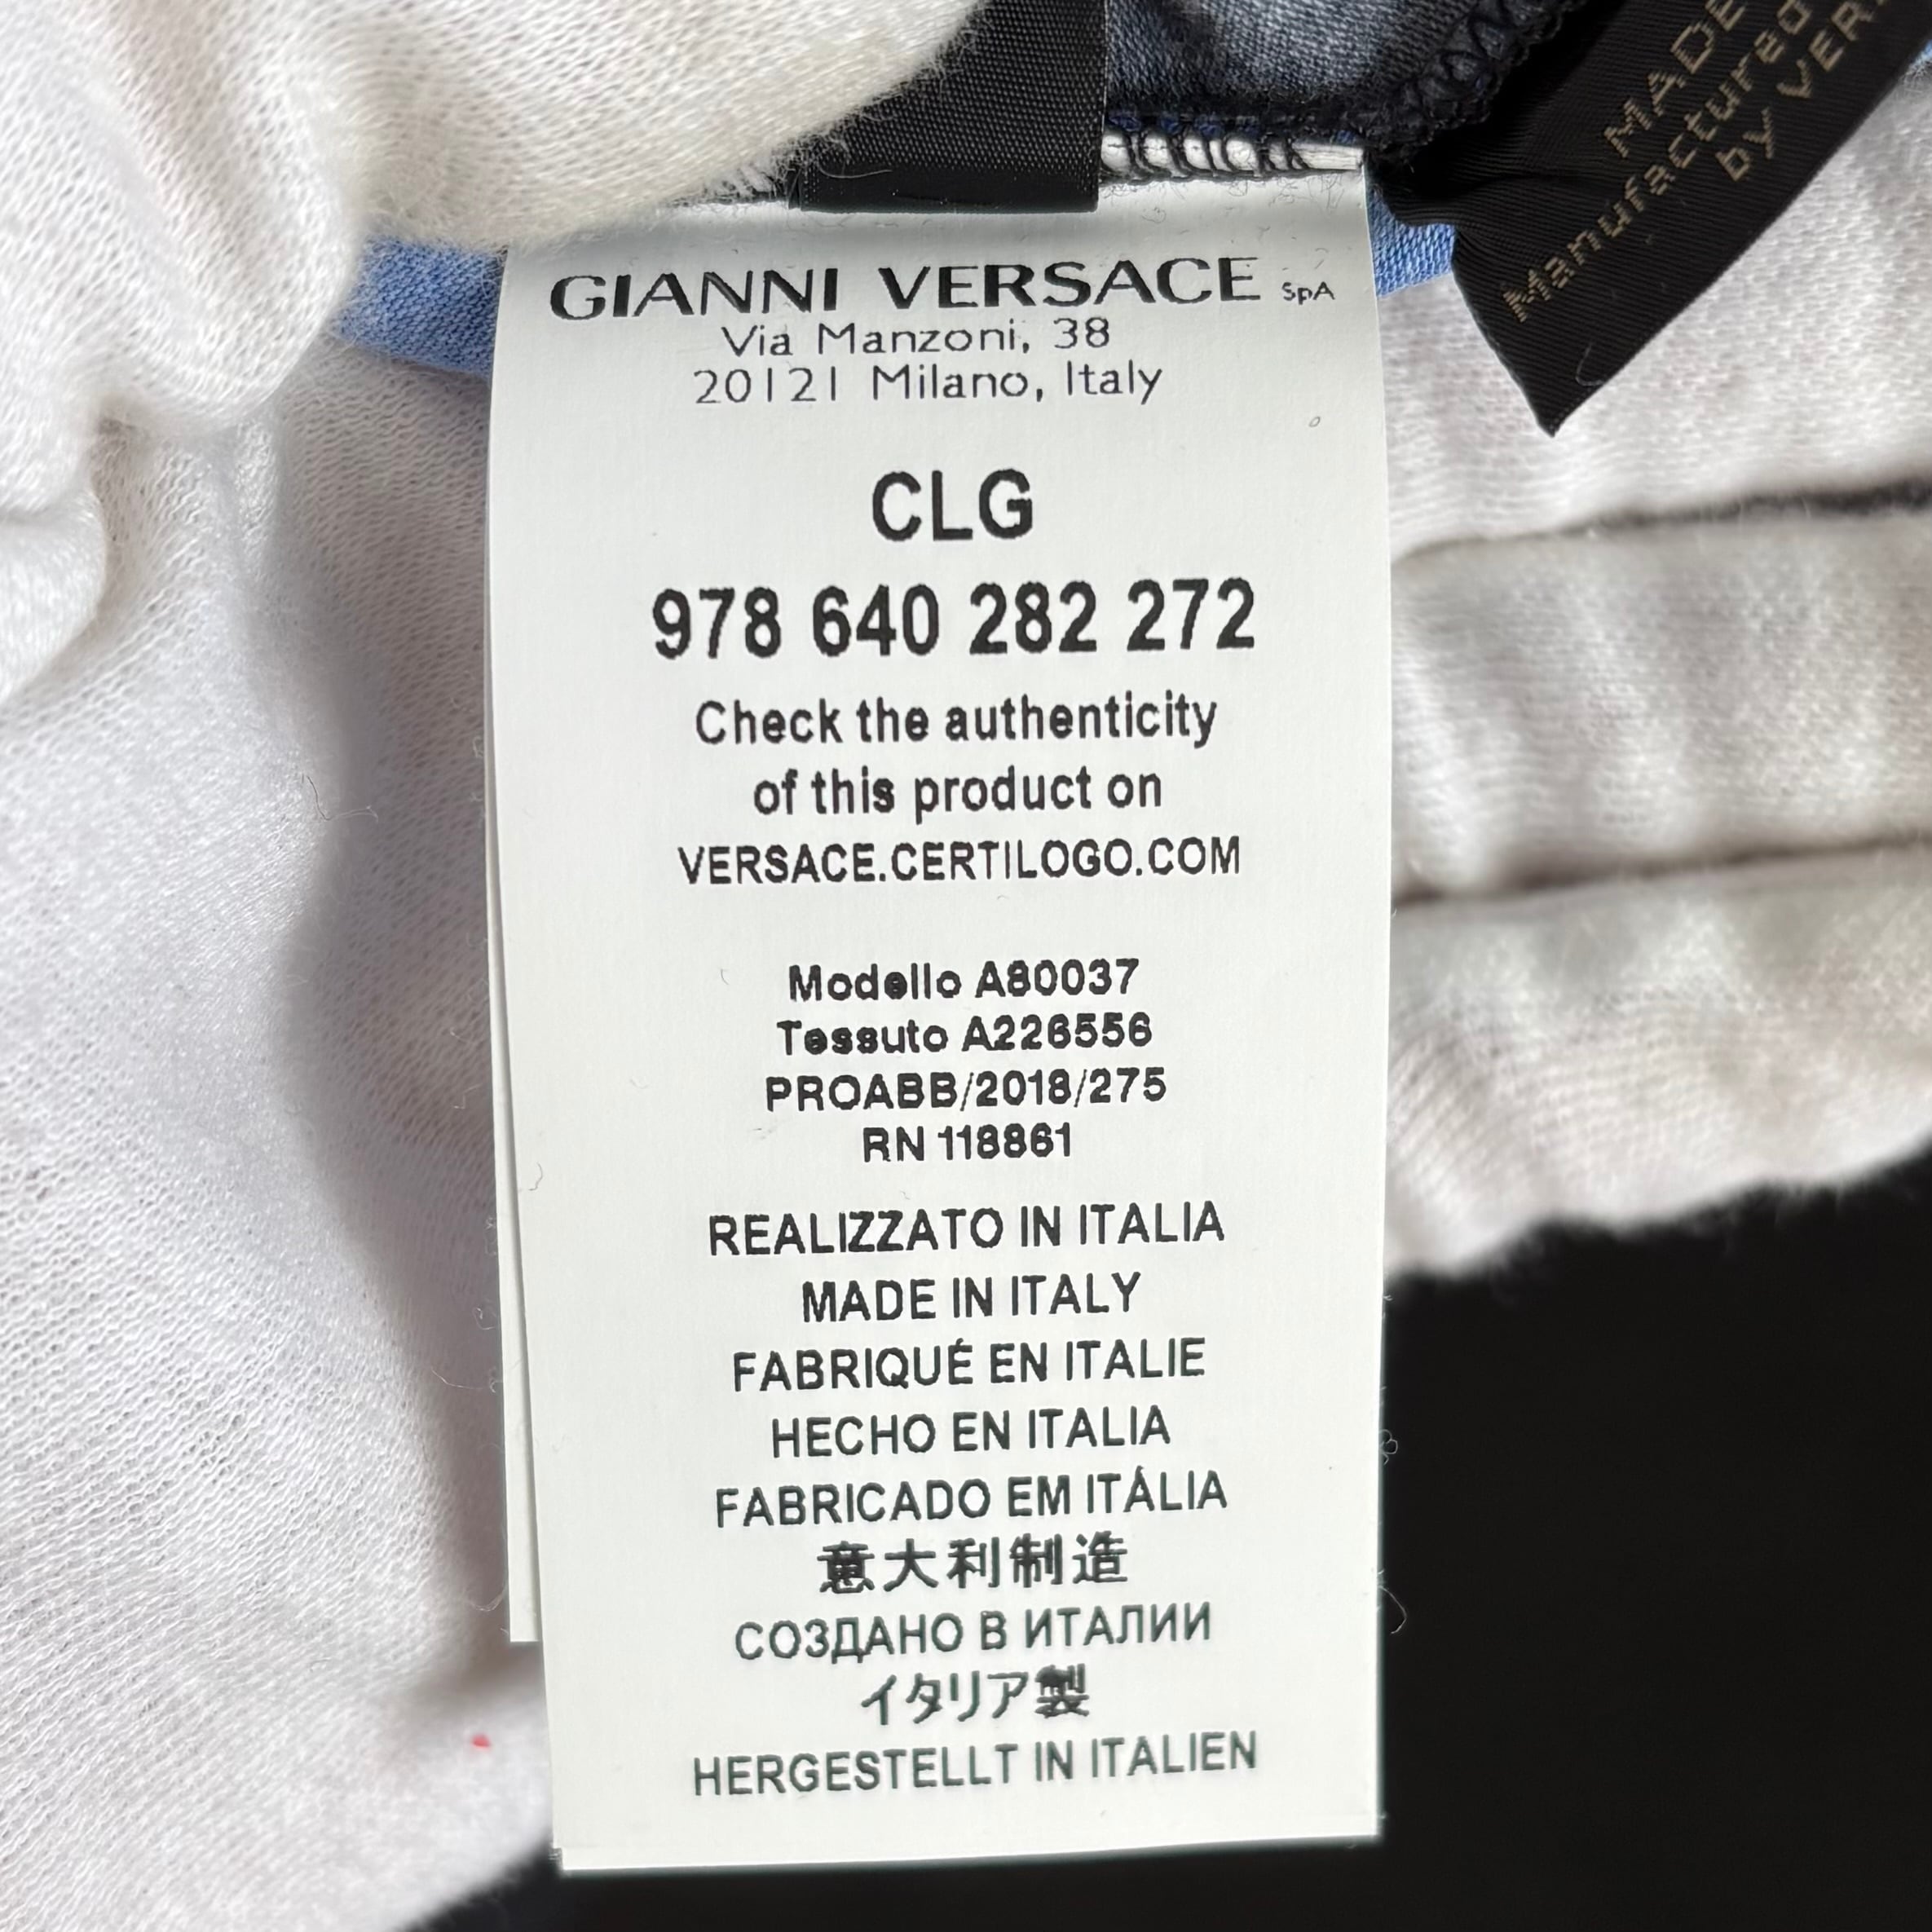 GIANNI VERSACE SpA
Via Manzoni, 38
20121 Milano, Italy
CLG
978 640 282 272
Check the authenticity
of this product on
VERSACE.CERTILOGO.COM
Modello A80037
Tessuto A226556
PROABB/2018/275
RN 118861
REALIZZATO IN ITALIA
MADE IN ITALY
FABRIQUÉ EN ITALIE
HECHO EN ITALIA
FABRICADO EM ITÁLIA
意大利制造
СОЗДАНО В ИТАЛИИ
イタリア製
HERGESTELLT IN ITALIEN
MADE
Manufactured
by VER